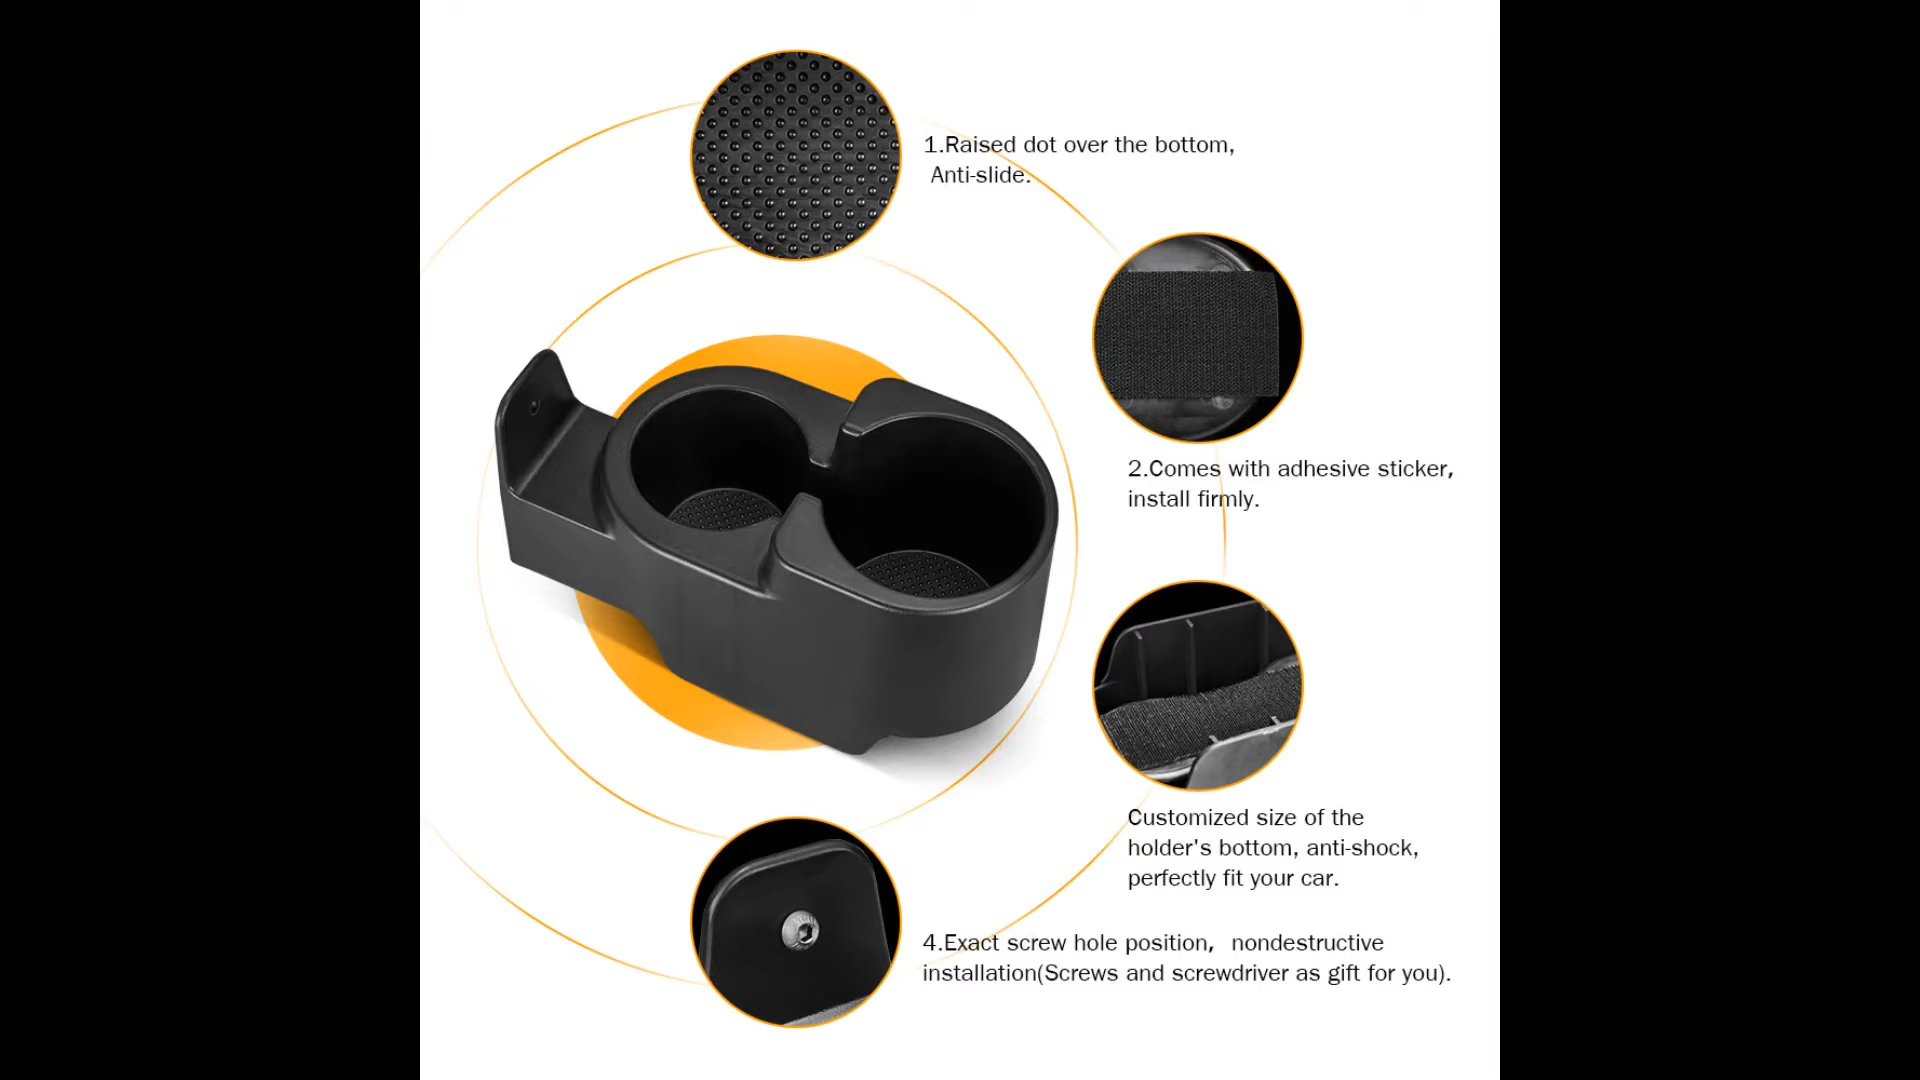 1.Raised dot over the bottom,
Anti-slide.
2.Comes with adhesive sticker,
install firmly.
Customized size of the
holder's bottom, anti-shock,
perfectly fit your car.
4.Exact screw hole position, nondestructive
installation(Screws and screwdriver as gift for you).